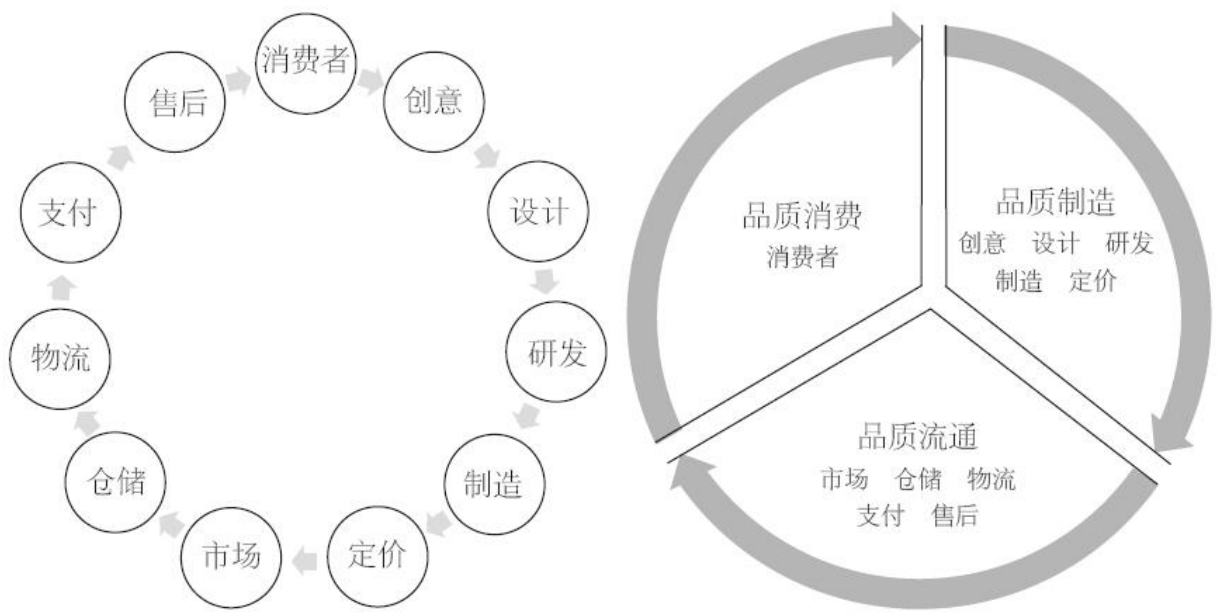 消费者
创意
设计
研发
制造
定价
市场
仓储
物流
支付
售后
品质消费
消费者
品质制造
创意 设计 研发
制造 定价
品质流通
市场 仓储 物流
支付 售后